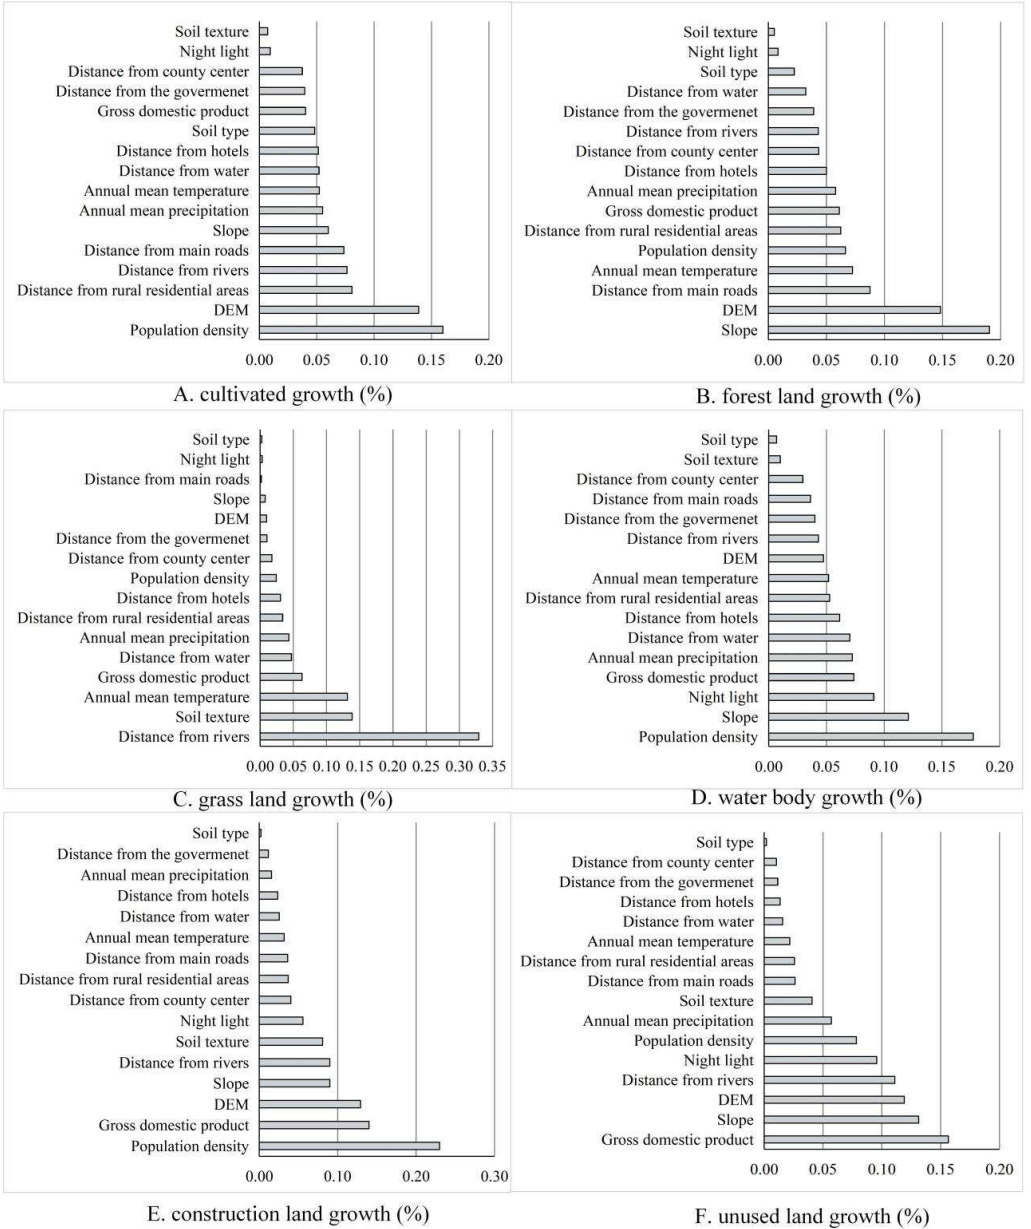 Soil texture
Night light
Distance from county center
Distance from the govermenet
Gross domestic product
Soil type
Distance from hotels
Distance from water
Annual mean temperature
Annual mean precipitation
Slope
Distance from main roads
Distance from rivers
Distance from rural residential areas
DEM
Population density
0.00 0.05 0.10 0.15 0.20
A. cultivated growth (%)
Soil texture
Night light
Soil type
Distance from water
Distance from the govermenet
Distance from rivers
Distance from county center
Distance from hotels
Annual mean precipitation
Gross domestic product
Distance from rural residential areas
Population density
Annual mean temperature
Distance from main roads
DEM
Slope
0.00 0.05 0.10 0.15 0.20
B. forest land growth (%)
Soil type
Night light
Distance from main roads
Slope
DEM
Distance from the govermenet
Distance from county center
Population density
Distance from hotels
Distance from rural residential areas
Annual mean precipitation
Distance from water
Gross domestic product
Annual mean temperature
Soil texture
Distance from rivers
0.00 0.05 0.10 0.15 0.20 0.25 0.30 0.35
C. grass land growth (%)
Soil type
Soil texture
Distance from county center
Distance from main roads
Distance from the govermenet
Distance from rivers
DEM
Annual mean temperature
Distance from rural residential areas
Distance from hotels
Distance from water
Annual mean precipitation
Gross domestic product
Night light
Slope
Population density
0.00 0.05 0.10 0.15 0.20
D. water body growth (%)
Soil type
Distance from the govermenet
Annual mean precipitation
Distance from hotels
Distance from water
Annual mean temperature
Distance from main roads
Distance from rural residential areas
Distance from county center
Night light
Soil texture
Distance from rivers
Slope
DEM
Gross domestic product
Population density
0.00 0.10 0.20 0.30
E. construction land growth (%)
Soil type
Distance from county center
Distance from the govermenet
Distance from hotels
Distance from water
Annual mean temperature
Distance from rural residential areas
Distance from main roads
Soil texture
Annual mean precipitation
Population density
Night light
Distance from rivers
DEM
Slope
Gross domestic product
0.00 0.05 0.10 0.15 0.20
F. unused land growth (%)